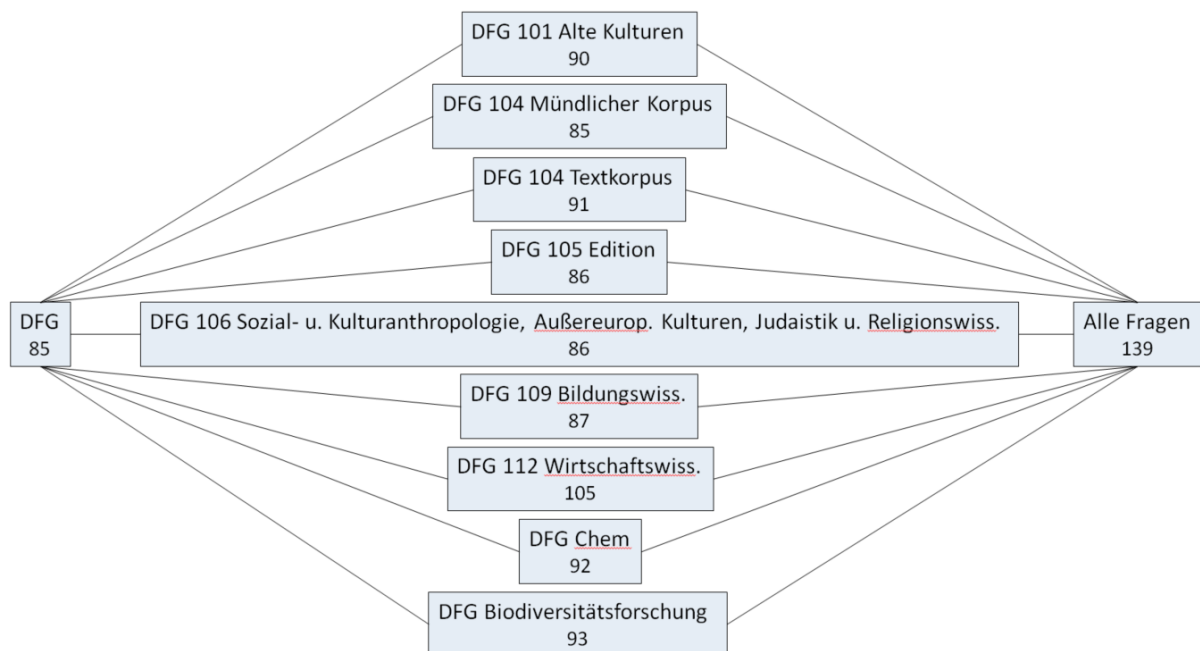 DFG 101 Alte Kulturen
90
DFG 104 Mündlicher Korpus
85
DFG 104 Textkorpus
91
DFG 105 Edition
86
DFG
85
DFG 106 Sozial- u. Kulturanthropologie, Außereurop. Kulturen, Judaistik u. Religionswiss.
86
Alle Fragen
139
DFG 109 Bildungswiss.
87
DFG 112 Wirtschaftswiss.
105
DFG Chem
92
DFG Biodiversitätsforschung
93